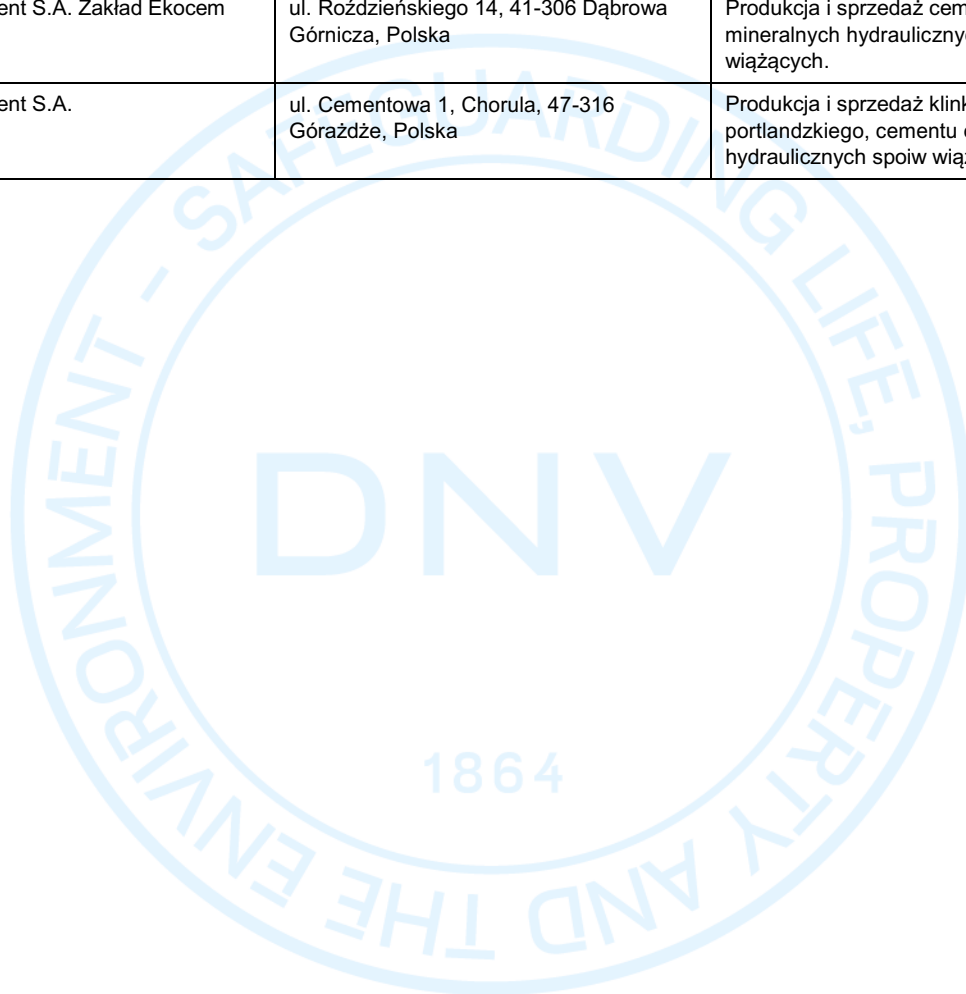 ent S.A. Zakład Ekocem
ul. Roździeńskiego 14, 41-306 Dąbrowa
Górnicza, Polska
Produkcja i sprzedaż cem
mineralnych hydrauliczny
wiążących.
ent S.A.
ul. Cementowa 1, Chorula, 47-316
Górażdże, Polska
Produkcja i sprzedaż klin
portlandzkiego, cementu
hydraulicznych spoiw wią
SAFEGUARDING LIFE, PROPERTY AND THE ENVIRONMENT -
DNV
1864